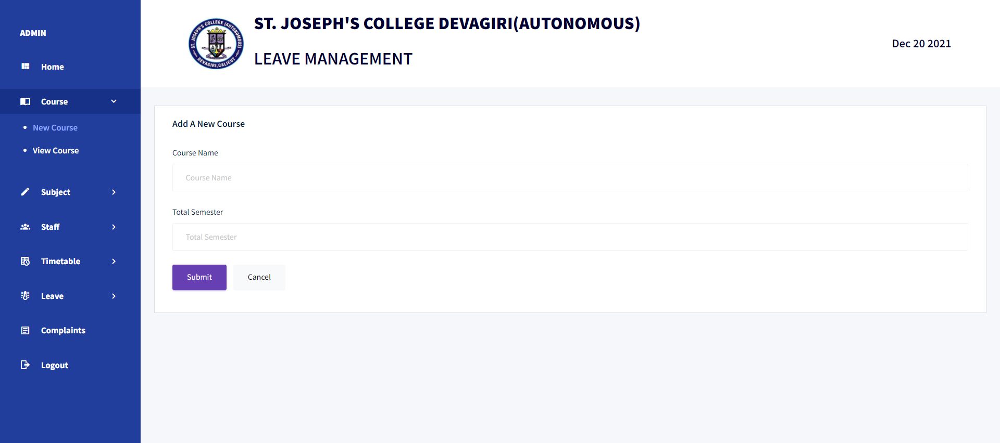 ADMIN
Home
Course
New Course
View Course
Subject
Staff
Timetable
Leave
Complaints
Logout
ST. JOSEPH'S COLLEGE (AUTONOMOUS)
DEVAGIRI, CALICUT
ST. JOSEPH'S COLLEGE DEVAGIRI(AUTONOMOUS)
LEAVE MANAGEMENT
Dec 20 2021
Add A New Course
Course Name
Course Name
Total Semester
Total Semester
Submit
Cancel